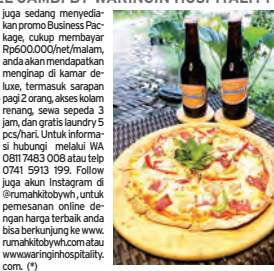 juga sedang menyedia-
kan promo Business Pac-
kage, cukup membayar
Rp600.000/net/malam,
anda akan mendapatkan
menginap di kamar de-
luxe, termasuk sarapan
pagi 2 orang, akses kolam
renang, sewa sepeda 3
jam, dan gratis laundry 5
pcs/hari. Untuk informa-
si hubungi melalui WA
0811 7483 008 atau telp
0741 5913 199. Follow
juga akun Instagram di
@rumahkitobywh, untuk
pemesanan online de-
ngan harga terbaik anda
bisa berkunjung ke www.
rumahkitobywh.com atau
www.waringinhospitality.
com. (*)